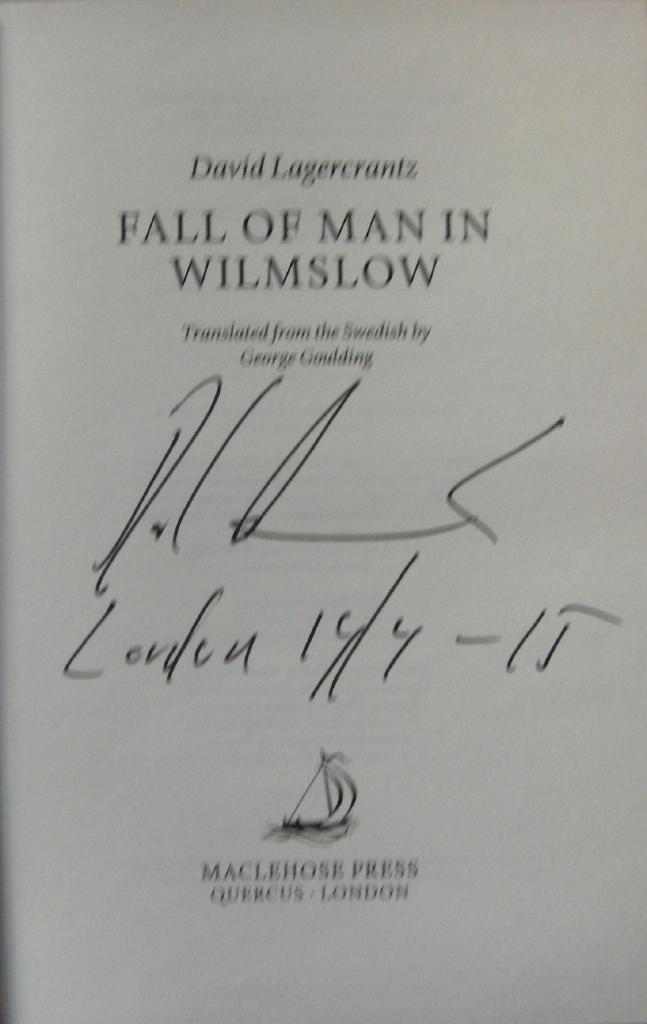 David Lagercrantz
FALL OF MAN IN
WILMSLOW
Translated from the Swedish by
George Goulding
London 14/4 – 15
MACLEHOSE PRESS
QUERCUS · LONDON